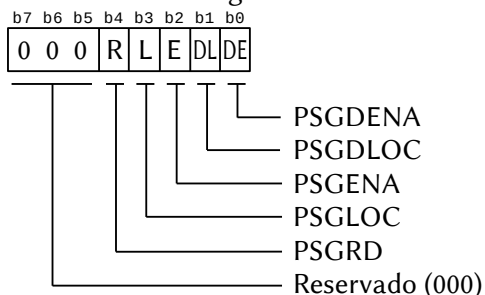 b7 b6 b5 b4 b3 b2 b1 b0
0 0 0 R L E DL DE
PSGDENA
PSGDLOC
PSGENA
PSGLOC
PSGRD
Reservado (000)